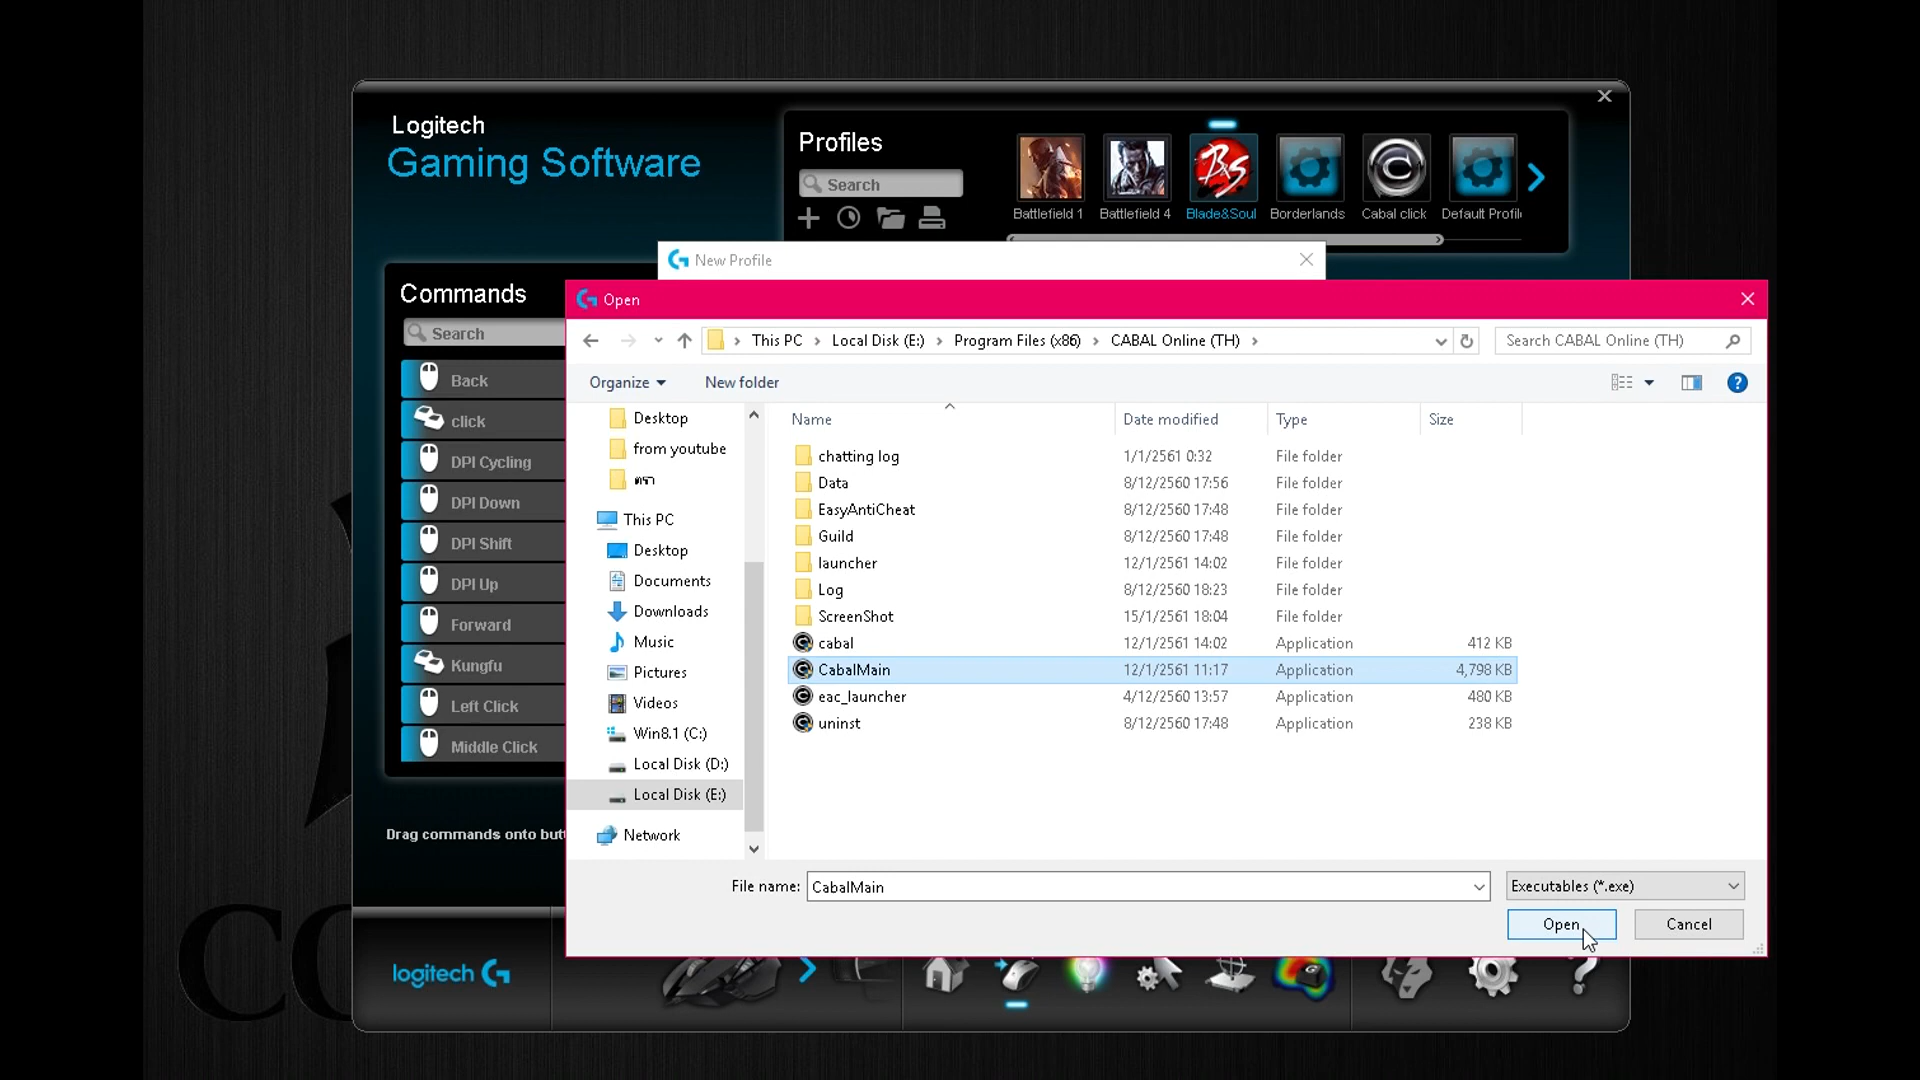 Logitech
Gaming Software
Profiles
Search
Battlefield 1
Battlefield 4
Blade&Soul
Borderlands
Cabal click
Default Profil
New Profile
Commands
Search
Back
click
DPI Cycling
DPI Down
DPI Shift
DPI Up
Forward
Kungfu
Left Click
Middle Click
Drag commands onto butt
Open
This PC
Local Disk (E:)
Program Files (x86)
CABAL Online (TH)
Search CABAL Online (TH)
Organize
New folder
Desktop
from youtube
ตรา
This PC
Desktop
Documents
Downloads
Music
Pictures
Videos
Win8.1 (C:)
Local Disk (D:)
Local Disk (E:)
Network
Name Date modified Type Size
chatting log 1/1/2561 0:32 File folder
Data 8/12/2560 17:56 File folder
EasyAntiCheat 8/12/2560 17:48 File folder
Guild 8/12/2560 17:48 File folder
launcher 12/1/2561 14:02 File folder
Log 8/12/2560 18:23 File folder
ScreenShot 15/1/2561 18:04 File folder
cabal 12/1/2561 14:02 Application 412 KB
CabalMain 12/1/2561 11:17 Application 4,798 KB
eac_launcher 4/12/2560 13:57 Application 480 KB
uninst 8/12/2560 17:48 Application 238 KB
File name: CabalMain
Executables (*.exe)
Open
Cancel
logitech